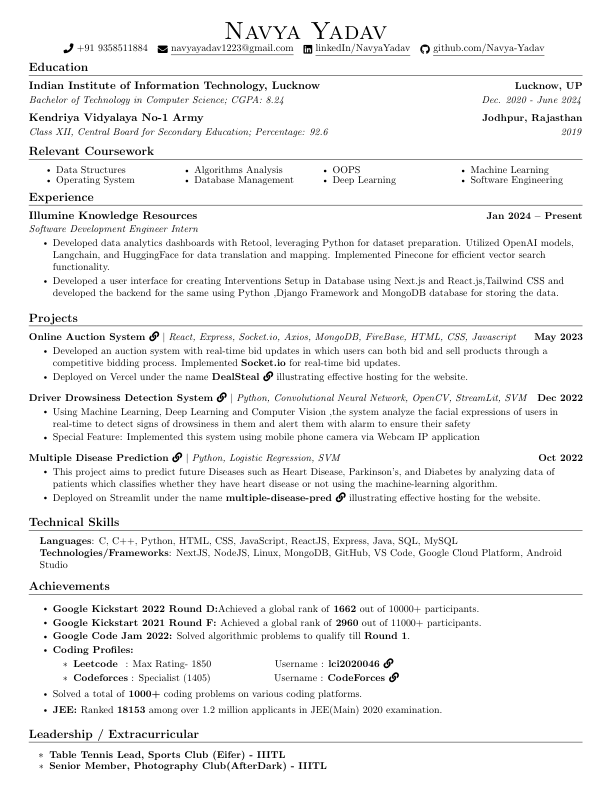 Navya Yadav
+91 9358511884 navyayadav1223@gmail.com linkedIn/NavyaYadav github.com/Navya-Yadav
Education
Indian Institute of Information Technology, Lucknow Lucknow, UP
Bachelor of Technology in Computer Science; CGPA: 8.24 Dec. 2020 - June 2024
Kendriya Vidyalaya No-1 Army Jodhpur, Rajasthan
Class XII, Central Board for Secondary Education; Percentage: 92.6 2019
Relevant Coursework
• Data Structures • Algorithms Analysis • OOPS • Machine Learning
• Operating System • Database Management • Deep Learning • Software Engineering
Experience
Illumine Knowledge Resources Jan 2024 – Present
Software Development Engineer Intern
• Developed data analytics dashboards with Retool, leveraging Python for dataset preparation. Utilized OpenAI models,
Langchain, and HuggingFace for data translation and mapping. Implemented Pinecone for efficient vector search
functionality.
• Developed a user interface for creating Interventions Setup in Database using Next.js and React.js,Tailwind CSS and
developed the backend for the same using Python ,Django Framework and MongoDB database for storing the data.
Projects
Online Auction System | React, Express, Socket.io, Axios, MongoDB, FireBase, HTML, CSS, Javascript May 2023
• Developed an auction system with real-time bid updates in which users can both bid and sell products through a
competitive bidding process. Implemented Socket.io for real-time bid updates.
• Deployed on Vercel under the name DealSteal illustrating effective hosting for the website.
Driver Drowsiness Detection System | Python, Convolutional Neural Network, OpenCV, StreamLit, SVM Dec 2022
• Using Machine Learning, Deep Learning and Computer Vision ,the system analyze the facial expressions of users in
real-time to detect signs of drowsiness in them and alert them with alarm to ensure their safety
• Special Feature: Implemented this system using mobile phone camera via Webcam IP application
Multiple Disease Prediction | Python, Logistic Regression, SVM Oct 2022
• This project aims to predict future Diseases such as Heart Disease, Parkinson's, and Diabetes by analyzing data of
patients which classifies whether they have heart disease or not using the machine-learning algorithm.
• Deployed on Streamlit under the name multiple-disease-pred illustrating effective hosting for the website.
Technical Skills
Languages: C, C++, Python, HTML, CSS, JavaScript, ReactJS, Express, Java, SQL, MySQL
Technologies/Frameworks: NextJS, NodeJS, Linux, MongoDB, GitHub, VS Code, Google Cloud Platform, Android
Studio
Achievements
• Google Kickstart 2022 Round D:Achieved a global rank of 1662 out of 10000+ participants.
• Google Kickstart 2021 Round F: Achieved a global rank of 2960 out of 11000+ participants.
• Google Code Jam 2022: Solved algorithmic problems to qualify till Round 1.
• Coding Profiles:
∗ Leetcode : Max Rating- 1850 Username : lci2020046
∗ Codeforces : Specialist (1405) Username : CodeForces
• Solved a total of 1000+ coding problems on various coding platforms.
• JEE: Ranked 18153 among over 1.2 million applicants in JEE(Main) 2020 examination.
Leadership / Extracurricular
∗ Table Tennis Lead, Sports Club (Eifer) - IIITL
∗ Senior Member, Photography Club(AfterDark) - IIITL